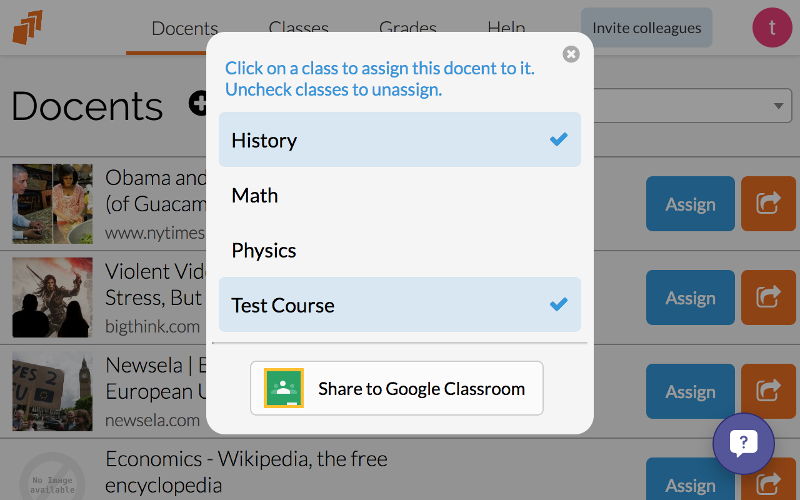 Docents Classes Grades Help Invite colleagues t
Docents
Click on a class to assign this docent to it.
Uncheck classes to unassign.
History
Math
Physics
Test Course
Share to Google Classroom
Obama and
(of Guacam
www.nytimes
Assign
Violent Vid
Stress, But
bigthink.com
Assign
Newsela | E
European U
newsela.com
Assign
YES 2
EU
Economics - Wikipedia, the free
encyclopedia
Assign
No Image
available
?